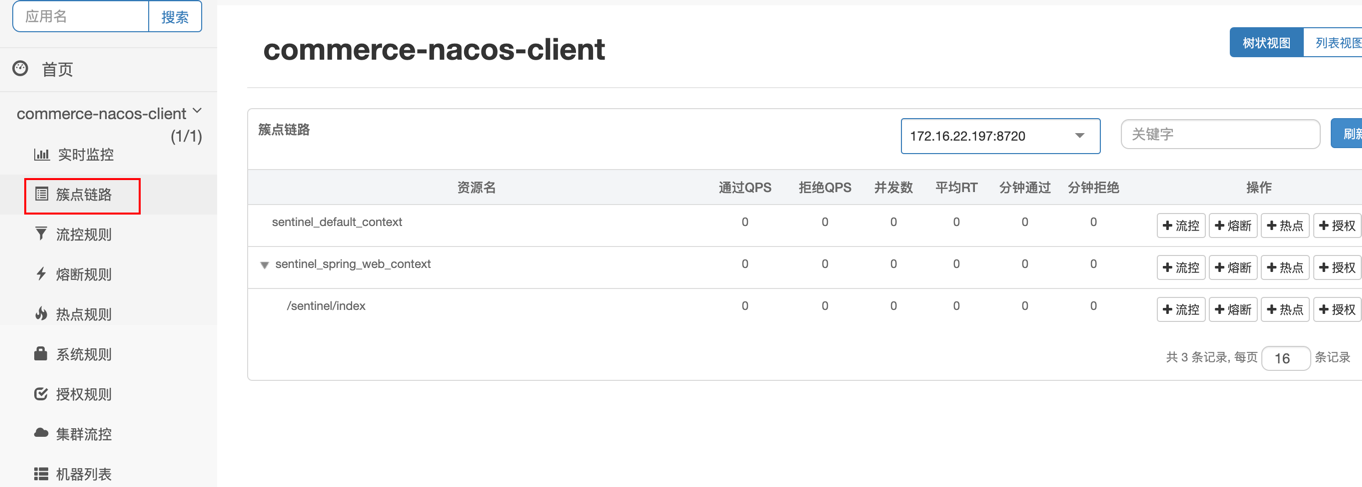 应用名 搜索
首页
commerce-nacos-client
(1/1)
实时监控
簇点链路
流控规则
熔断规则
热点规则
系统规则
授权规则
集群流控
机器列表
commerce-nacos-client
树状视图 列表视图
簇点链路 172.16.22.197:8720 关键字 刷新
资源名 通过QPS 拒绝QPS 并发数 平均RT 分钟通过 分钟拒绝 操作
sentinel_default_context 0 0 0 0 0 0 +流控 +熔断 +热点 +授权
sentinel_spring_web_context 0 0 0 0 0 0 +流控 +熔断 +热点 +授权
/sentinel/index 0 0 0 0 0 0 +流控 +熔断 +热点 +授权
共 3 条记录, 每页 16 条记录